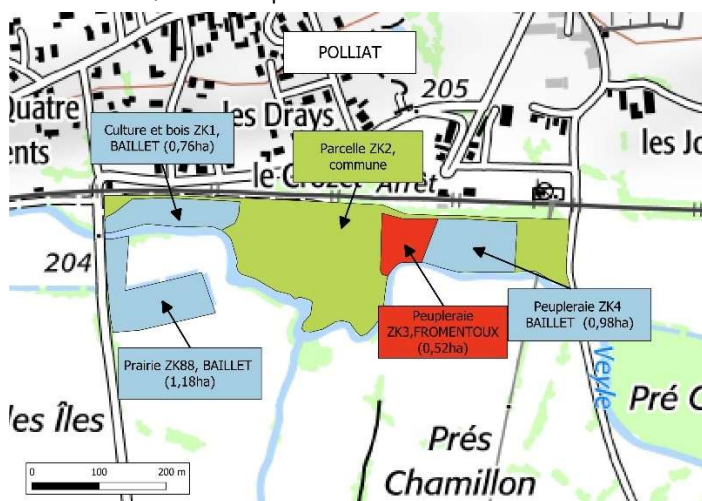 POLLIAT
205
Quatre
ents
les Drays
Culture et bois ZK1,
BAILLET (0,76ha)
Parcelle ZK2,
commune
les Jo
le Crozet
Arrêt
204
Peupleraie
ZK3,FROMENTOUX
(0,52ha)
Peupleraie ZK4
BAILLET (0,98ha)
Prairie ZK88, BAILLET
(1,18ha)
Veyle
les Îles
Pré C
Prés
Chamillon
0 100 200 m